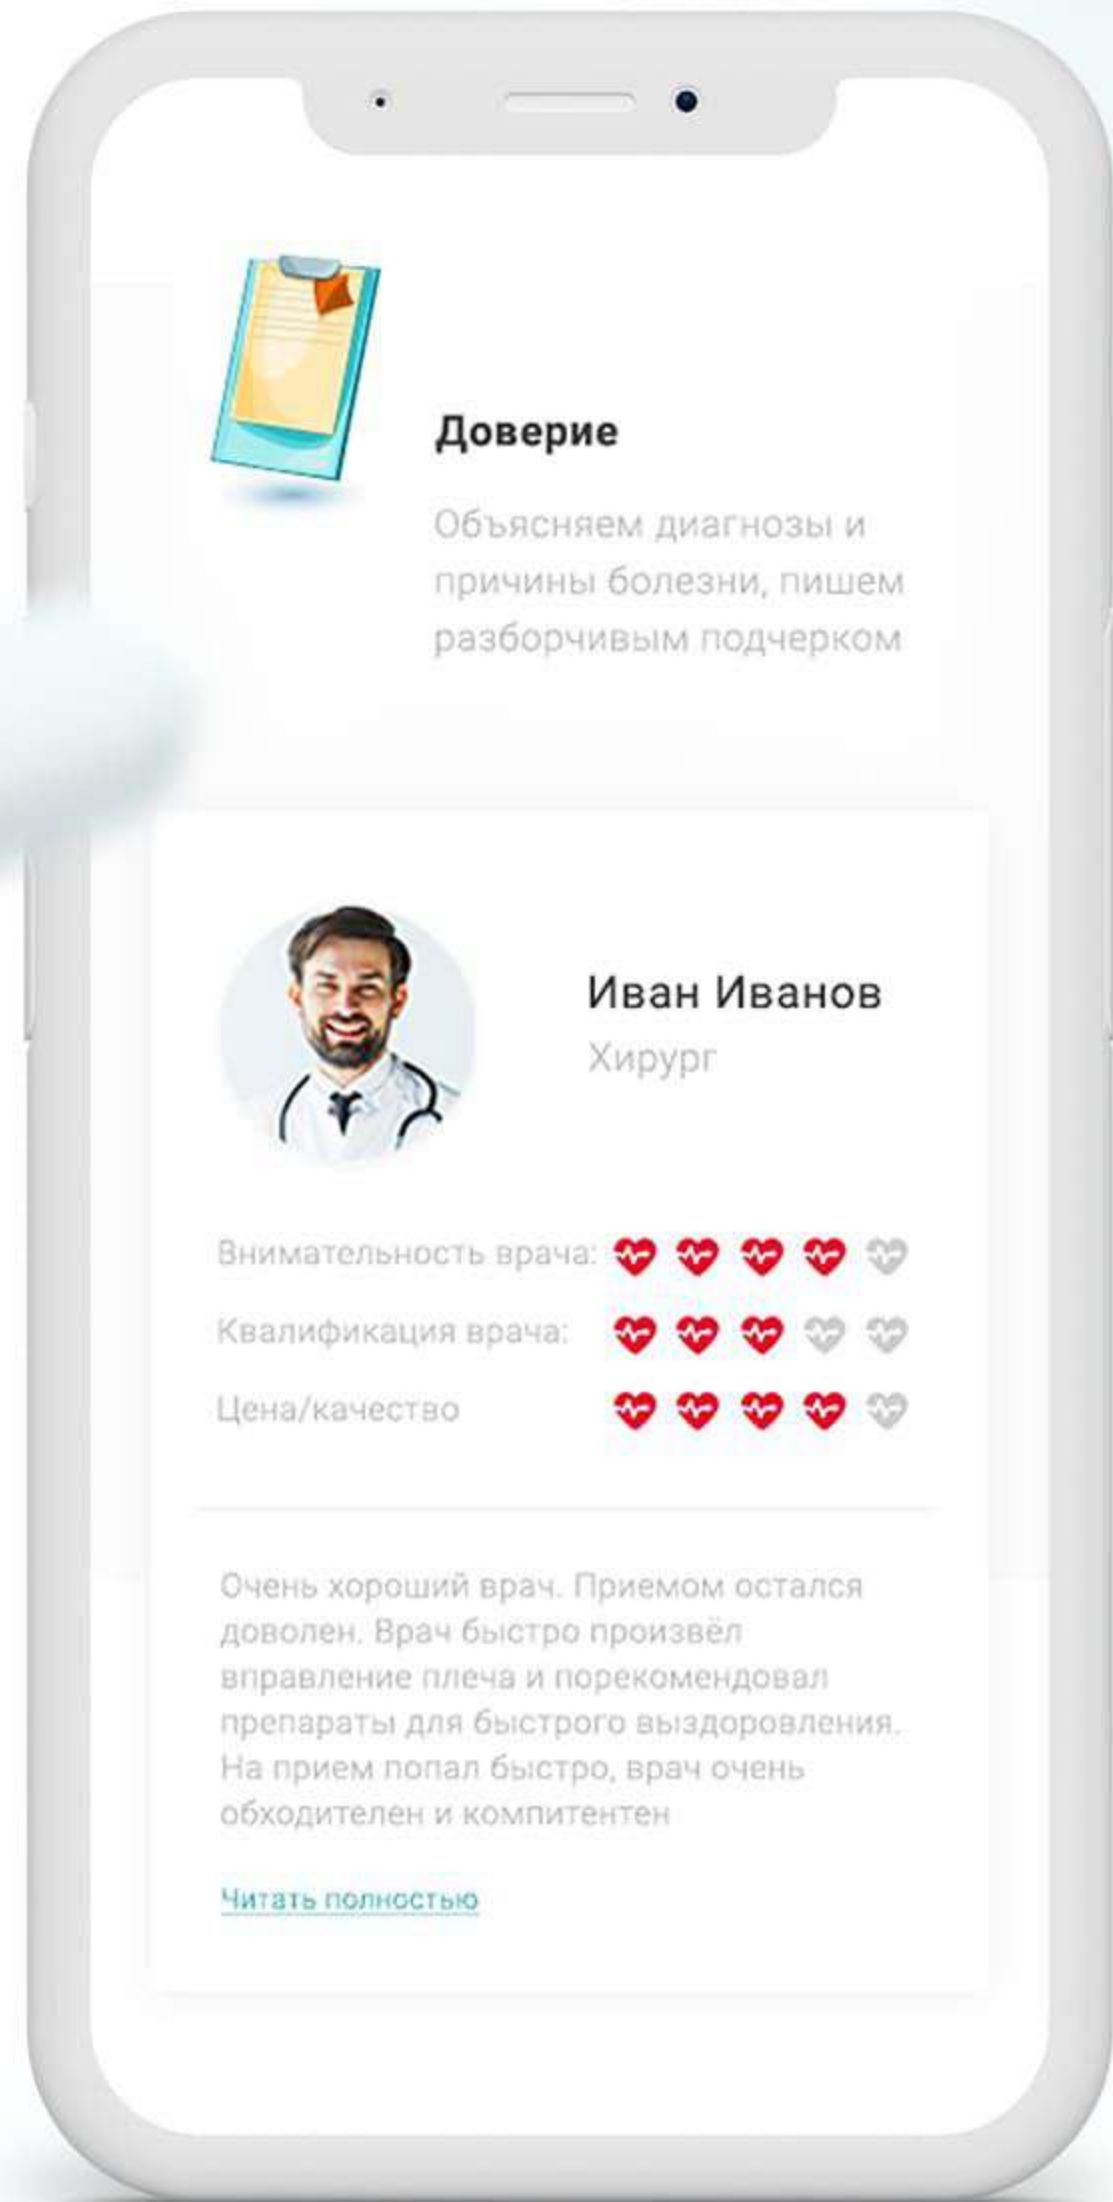 Доверие
Объясняем диагнозы и
причины болезни, пишем
разборчивым подчерком
Иван Иванов
Хирург
Внимательность врача:
Квалификация врача:
Цена/качество
Очень хороший врач. Приемом остался
доволен. Врач быстро произвёл
вправление плеча и порекомендовал
препараты для быстрого выздоровления.
На прием попал быстро, врач очень
обходителен и компитентен
Читать полностью